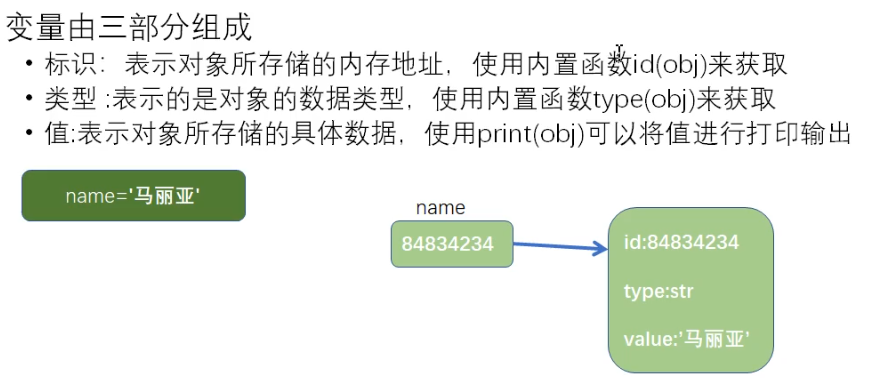 变量由三部分组成
• 标识：表示对象所存储的内存地址，使用内置函数id(obj)来获取
• 类型 :表示的是对象的数据类型，使用内置函数type(obj)来获取
• 值:表示对象所存储的具体数据，使用print(obj)可以将值进行打印输出
name='马丽亚'
name
84834234
id:84834234
type:str
value:’马丽亚’